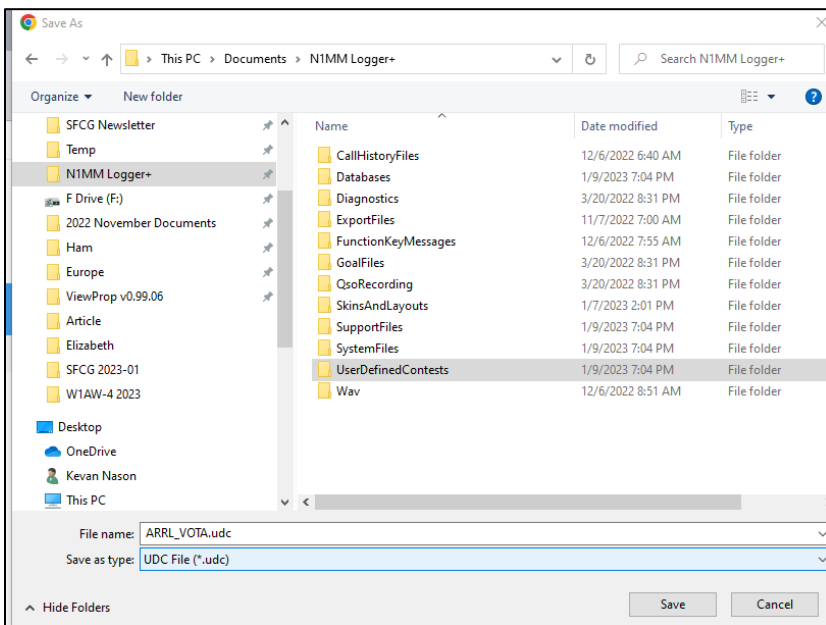 Save As
This PC > Documents > N1MM Logger+
Search N1MM Logger+
Organize
New folder
SFCG Newsletter
Temp
N1MM Logger+
F Drive (F:)
2022 November Documents
Ham
Europe
ViewProp v0.99.06
Article
Elizabeth
SFCG 2023-01
W1AW-4 2023
Desktop
OneDrive
Kevan Nason
This PC
Name Date modified Type
CallHistoryFiles 12/6/2022 6:40 AM File folder
Databases 1/9/2023 7:04 PM File folder
Diagnostics 3/20/2022 8:31 PM File folder
ExportFiles 11/7/2022 7:00 AM File folder
FunctionKeyMessages 12/6/2022 7:55 AM File folder
GoalFiles 3/20/2022 8:31 PM File folder
QsoRecording 3/20/2022 8:31 PM File folder
SkinsAndLayouts 1/7/2023 2:01 PM File folder
SupportFiles 1/9/2023 7:04 PM File folder
SystemFiles 1/9/2023 7:04 PM File folder
UserDefinedContests 1/9/2023 7:04 PM File folder
Wav 12/6/2022 8:51 AM File folder
File name: ARRL_VOTA.udc
Save as type: UDC File (*.udc)
Hide Folders
Save
Cancel